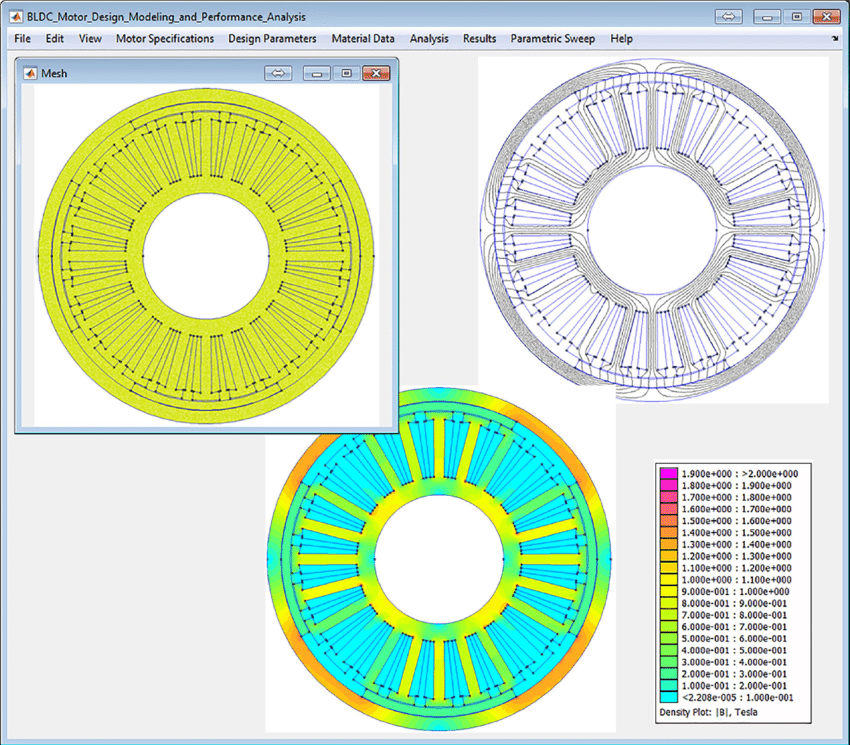 BLDC_Motor_Design_Modeling_and_Performance_Analysis
File Edit View Motor Specifications Design Parameters Material Data Analysis Results Parametric Sweep Help
Mesh
1.900e+000 : >2.000e+000
1.800e+000 : 1.900e+000
1.700e+000 : 1.800e+000
1.600e+000 : 1.700e+000
1.500e+000 : 1.600e+000
1.400e+000 : 1.500e+000
1.300e+000 : 1.400e+000
1.200e+000 : 1.300e+000
1.100e+000 : 1.200e+000
1.000e+000 : 1.100e+000
9.000e-001 : 1.000e+000
8.000e-001 : 9.000e-001
7.000e-001 : 8.000e-001
6.000e-001 : 7.000e-001
5.000e-001 : 6.000e-001
4.000e-001 : 5.000e-001
3.000e-001 : 4.000e-001
2.000e-001 : 3.000e-001
1.000e-001 : 2.000e-001
<2.208e-005 : 1.000e-001
Density Plot: |B|, Tesla